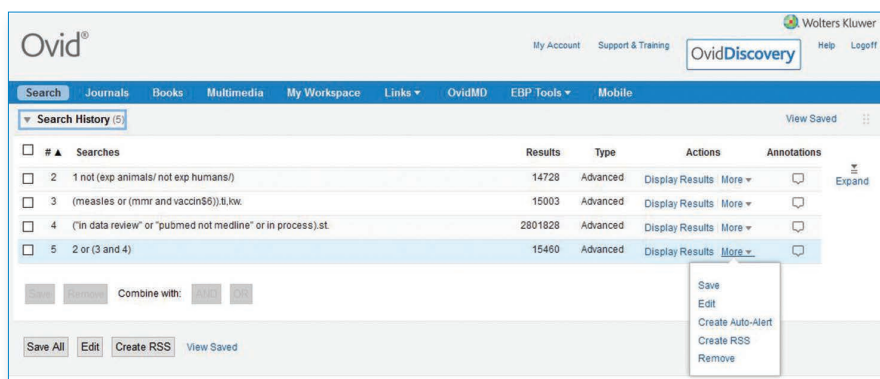 Wolters Kluwer
Ovid®
My Account Support & Training OvidDiscovery Help Logoff
Search Journals Books Multimedia My Workspace Links OvidMD EBP Tools Mobile
Search History (5) View Saved
# Searches Results Type Actions Annotations
Expand
2 1 not (exp animals/ not exp humans/) 14728 Advanced Display Results More
3 (measles or (mmr and vaccin$6)).ti,kw. 15003 Advanced Display Results More
4 ("in data review" or "pubmed not medline" or in process).st. 2801828 Advanced Display Results More
5 2 or (3 and 4) 15460 Advanced Display Results More
Save
Edit
Create Auto-Alert
Create RSS
Remove
Save Remove Combine with: AND OR
Save All Edit Create RSS View Saved